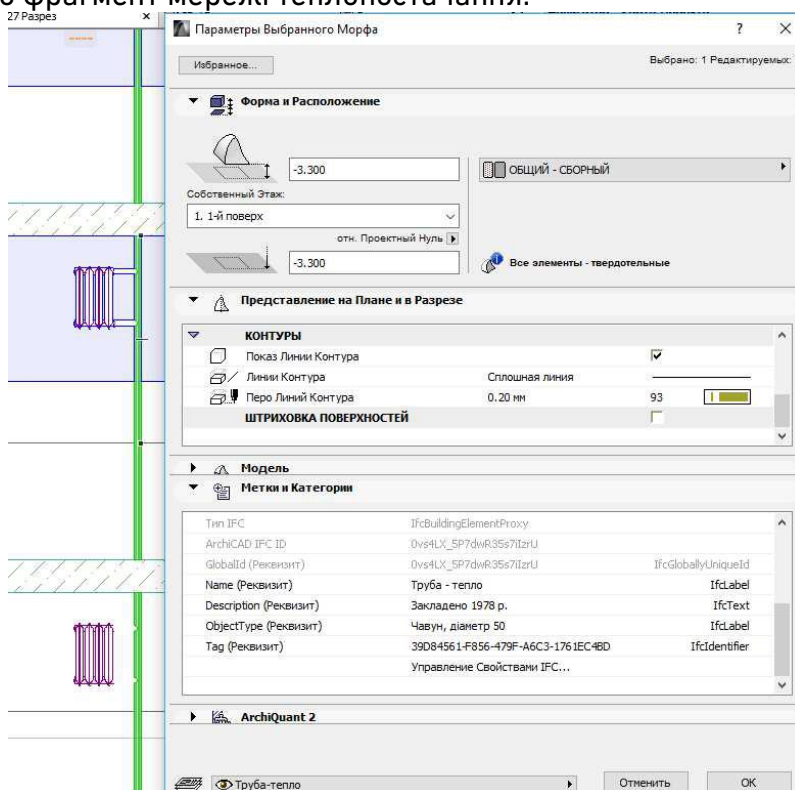 фрагмент мережі теплопостачання.
27 Разрез x
Параметры Выбранного Морфа ? X
Избранное... Выбрано: 1 Редактируемых:
Форма и Расположение
-3.300 ОБЩИЙ - СБОРНЫЙ
Собственный Этаж:
1. 1-й поверх
отн. Проектный Нуль
-3.300 Все элементы - твердотельные
Представление на Плане и в Разрезе
КОНТУРЫ
Показ Линии Контура
Линии Контура Сплошная линия
Перо Линий Контура 0.20 мм 93
ШТРИХОВКА ПОВЕРХНОСТЕЙ
Модель
Метки и Категории
Тип IFC IfcBuildingElementProxy
ArchiCAD IFC ID 0vs4LX_5P7dwR35s7iIzrU
GlobalId (Реквизит) 0vs4LX_5P7dwR35s7iIzrU IfcGloballyUniqueId
Name (Реквизит) Труба - тепло IfcLabel
Description (Реквизит) Закладено 1978 р. IfcText
ObjectType (Реквизит) Чавун, діаметр 50 IfcLabel
Tag (Реквизит) 39D84561-F856-479F-A6C3-1761EC4BD IfcIdentifier
Управление Свойствами IFC...
ArchiQuant 2
Труба-тепло Отменить OK